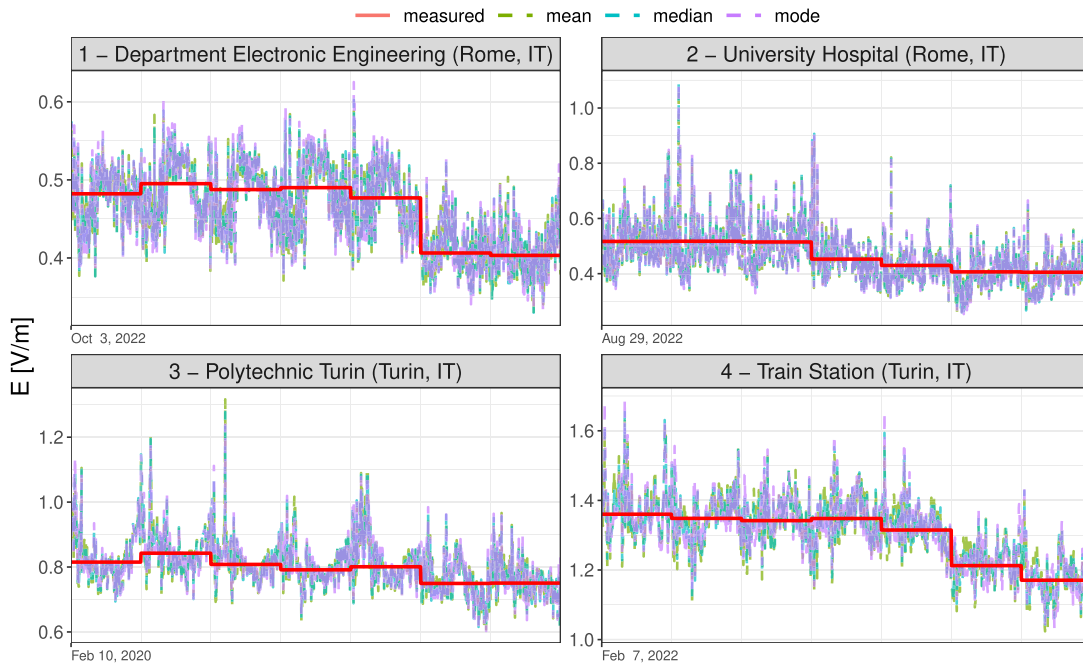 measured mean median mode
1 – Department Electronic Engineering (Rome, IT)
2 – University Hospital (Rome, IT)
0.6
0.5
0.4
1.0
0.8
0.6
0.4
Oct 3, 2022
Aug 29, 2022
E [V/m]
3 – Polytechnic Turin (Turin, IT)
4 – Train Station (Turin, IT)
1.2
1.0
0.8
0.6
1.6
1.4
1.2
1.0
Feb 10, 2020
Feb 7, 2022